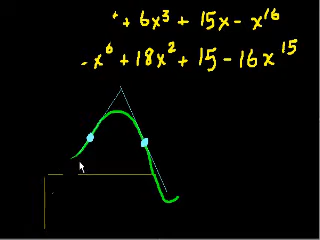 + 6x³ + 15x - x¹⁶
- x⁶ + 18x² + 15 - 16x¹⁵